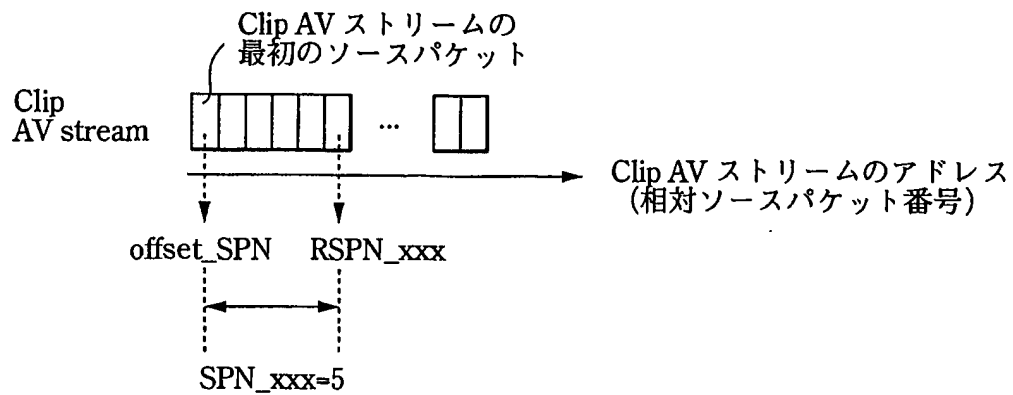 Clip AV ストリームの
最初のソースパケット
Clip
AV stream
...
Clip AV ストリームのアドレス
(相対ソースパケット番号)
offset_SPN
RSPN_xxx
SPN_xxx=5